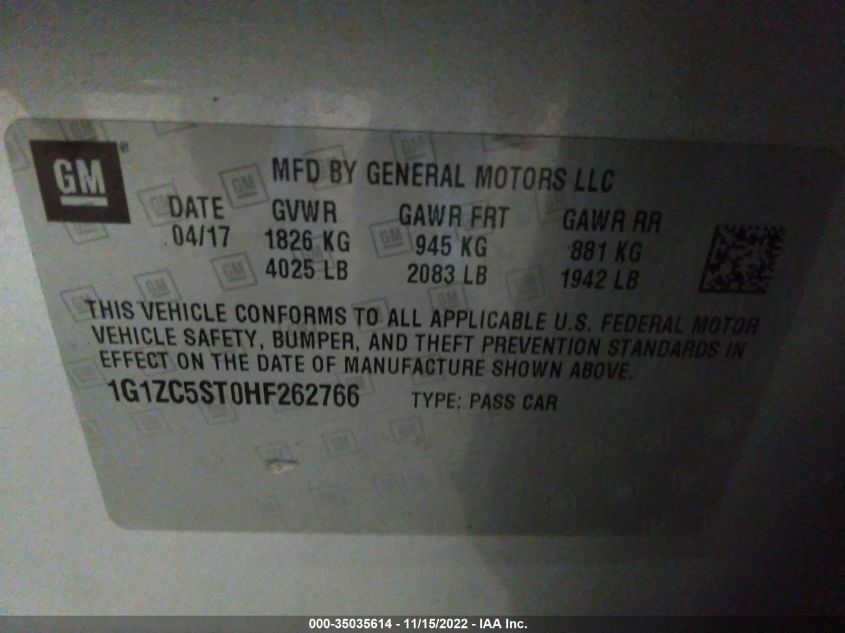 GM®
MFD BY GENERAL MOTORS LLC
DATE GVWR GAWR FRT GAWR RR
04/17 1826 KG 945 KG 881 KG
4025 LB 2083 LB 1942 LB
THIS VEHICLE CONFORMS TO ALL APPLICABLE U.S. FEDERAL MOTOR
VEHICLE SAFETY, BUMPER, AND THEFT PREVENTION STANDARDS IN
EFFECT ON THE DATE OF MANUFACTURE SHOWN ABOVE.
1G1ZC5ST0HF262766 TYPE: PASS CAR
000-35035614 - 11/15/2022 - IAA Inc.